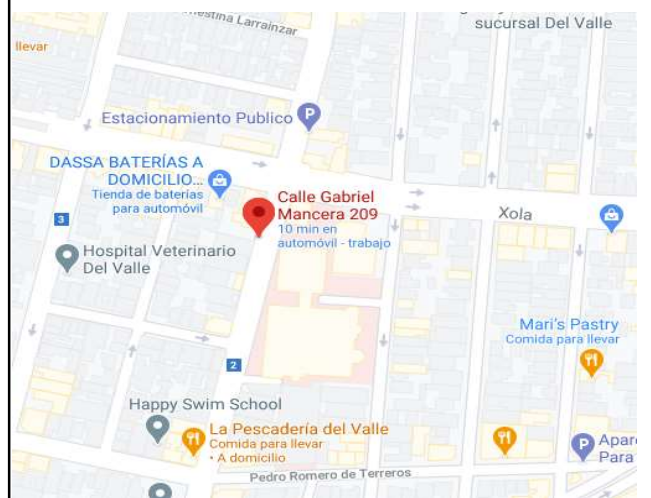 Ernestina Larrainzar
sucursal Del Valle
llevar
Estacionamiento Publico
P
DASSA BATERÍAS A
DOMICILIO...
Tienda de baterías
para automóvil
Calle Gabriel
Mancera 209
10 min en
automóvil - trabajo
Xola
3
Hospital Veterinario
Del Valle
Mari's Pastry
Comida para llevar
2
Happy Swim School
La Pescadería del Valle
Comida para llevar
• A domicilio
P
Para
Pedro Romero de Terreros